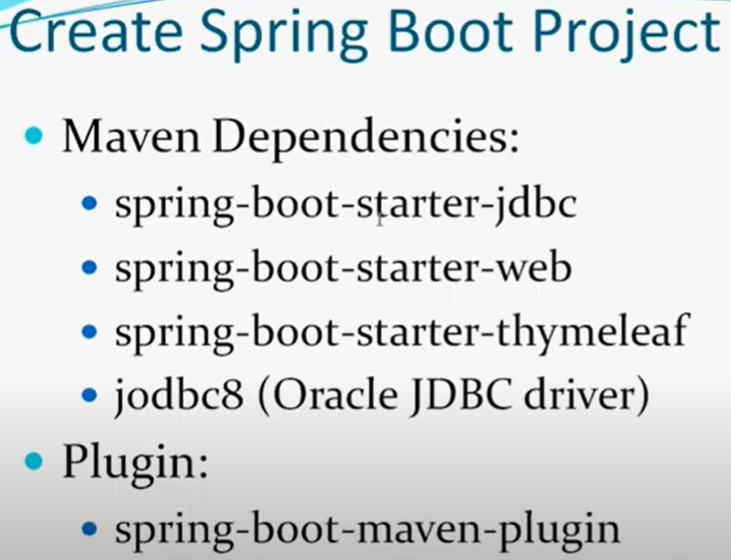 Create Spring Boot Project
• Maven Dependencies:
• spring-boot-starter-jdbc
• spring-boot-starter-web
• spring-boot-starter-thymeleaf
• jodbc8 (Oracle JDBC driver)
• Plugin:
• spring-boot-maven-plugin